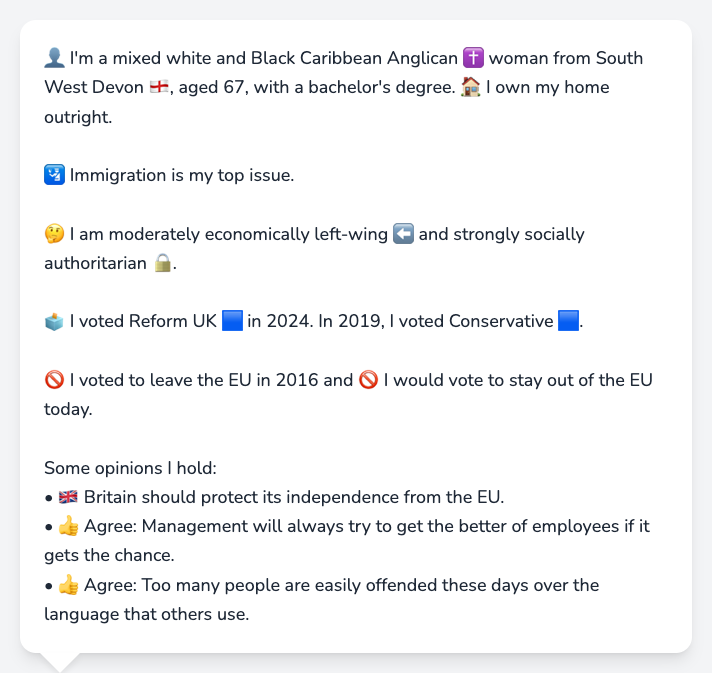 👤 I'm a mixed white and Black Caribbean Anglican ✝️ woman from South
West Devon 🏴󠁧󠁢󠁥󠁮󠁧󠁿, aged 67, with a bachelor's degree. 🏠 I own my home
outright.
🛂 Immigration is my top issue.
🤔 I am moderately economically left-wing ⬅️ and strongly socially
authoritarian 🔒.
🗳️ I voted Reform UK 🟦 in 2024. In 2019, I voted Conservative 🟦.
🚫 I voted to leave the EU in 2016 and 🚫 I would vote to stay out of the EU
today.
Some opinions I hold:
• 🇬🇧 Britain should protect its independence from the EU.
• 👍 Agree: Management will always try to get the better of employees if it
gets the chance.
• 👍 Agree: Too many people are easily offended these days over the
language that others use.